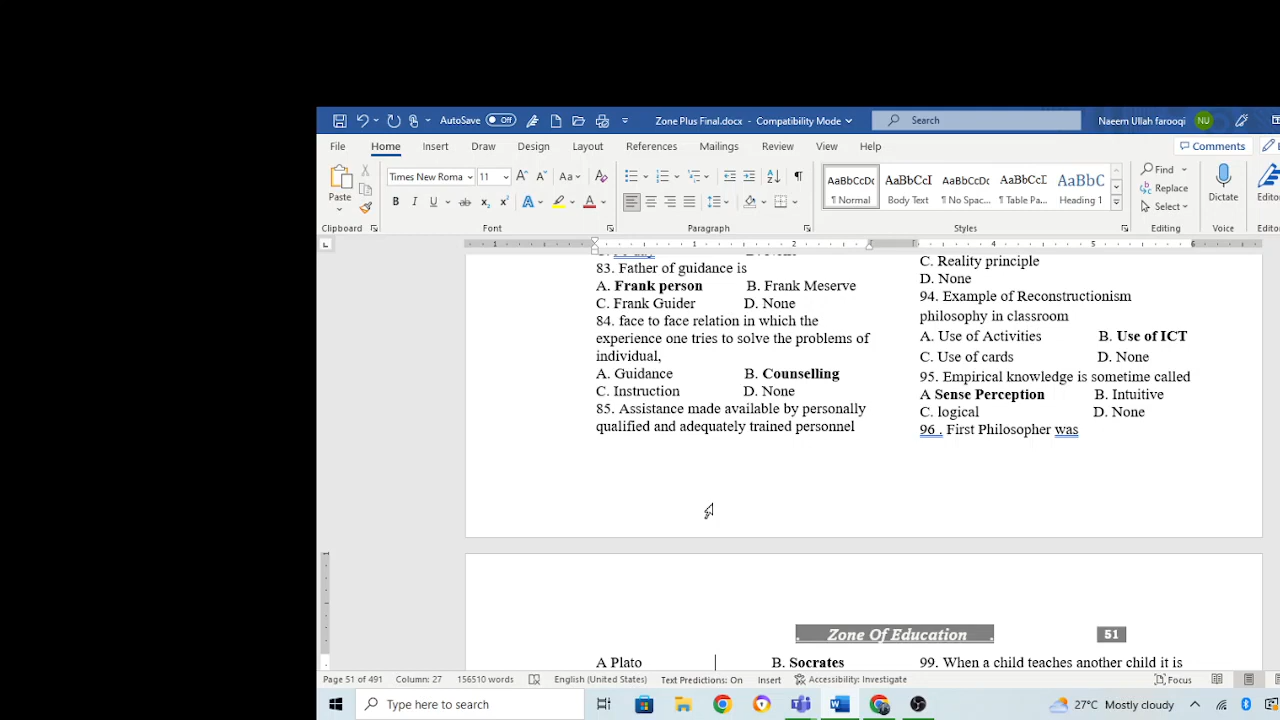 AutoSave Off
Zone Plus Final.docx - Compatibility Mode
Search
Naeem Ullah farooqi
NU
File Home Insert Draw Design Layout References Mailings Review View Help
Comments
Paste
Times New Roma 11
AaBbCcDc AaBbCcI AaBbCcDc AaBbCcD AaBbC
¶ Normal Body Text ¶ No Spac... ¶ Table Pa... Heading 1
Find
Replace
Select
Dictate
Clipboard Font Paragraph Styles Editing Voice
83. Father of guidance is
A. Frank person B. Frank Meserve
C. Frank Guider D. None
84. face to face relation in which the
experience one tries to solve the problems of
individual,
A. Guidance B. Counselling
C. Instruction D. None
85. Assistance made available by personally
qualified and adequately trained personnel
C. Reality principle
D. None
94. Example of Reconstructionism
philosophy in classroom
A. Use of Activities B. Use of ICT
C. Use of cards D. None
95. Empirical knowledge is sometime called
A Sense Perception B. Intuitive
C. logical D. None
96 . First Philosopher was
. Zone Of Education .
51
A Plato B. Socrates
99. When a child teaches another child it is
Page 51 of 491 Column: 27 156510 words English (United States) Text Predictions: On Insert Accessibility: Investigate Focus
Type here to search
27°C Mostly cloudy